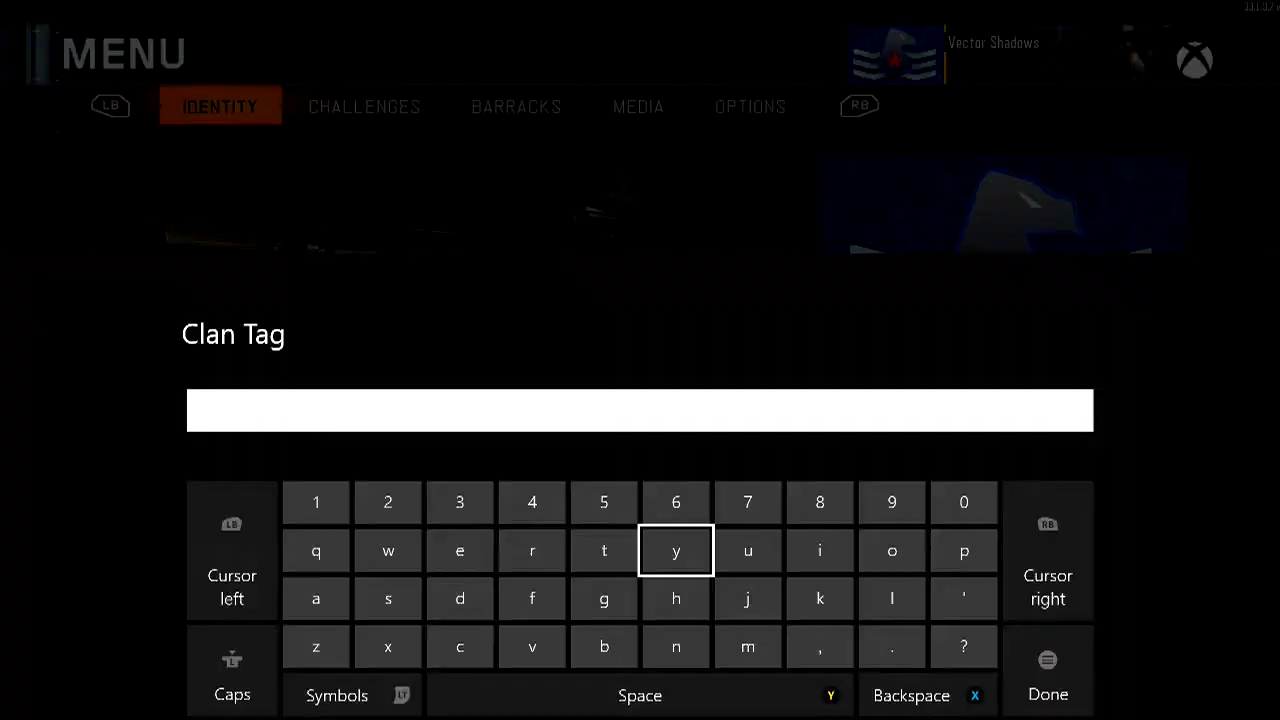 MENU
Vector Shadows
LB IDENTITY CHALLENGES BARRACKS MEDIA OPTIONS RB
Clan Tag
LB 1 2 3 4 5 6 7 8 9 0 RB
Cursor left q w e r t y u i o p Cursor right
a s d f g h j k l '
L z x c v b n m , . ?
Caps Symbols LT Space Y Backspace X Done